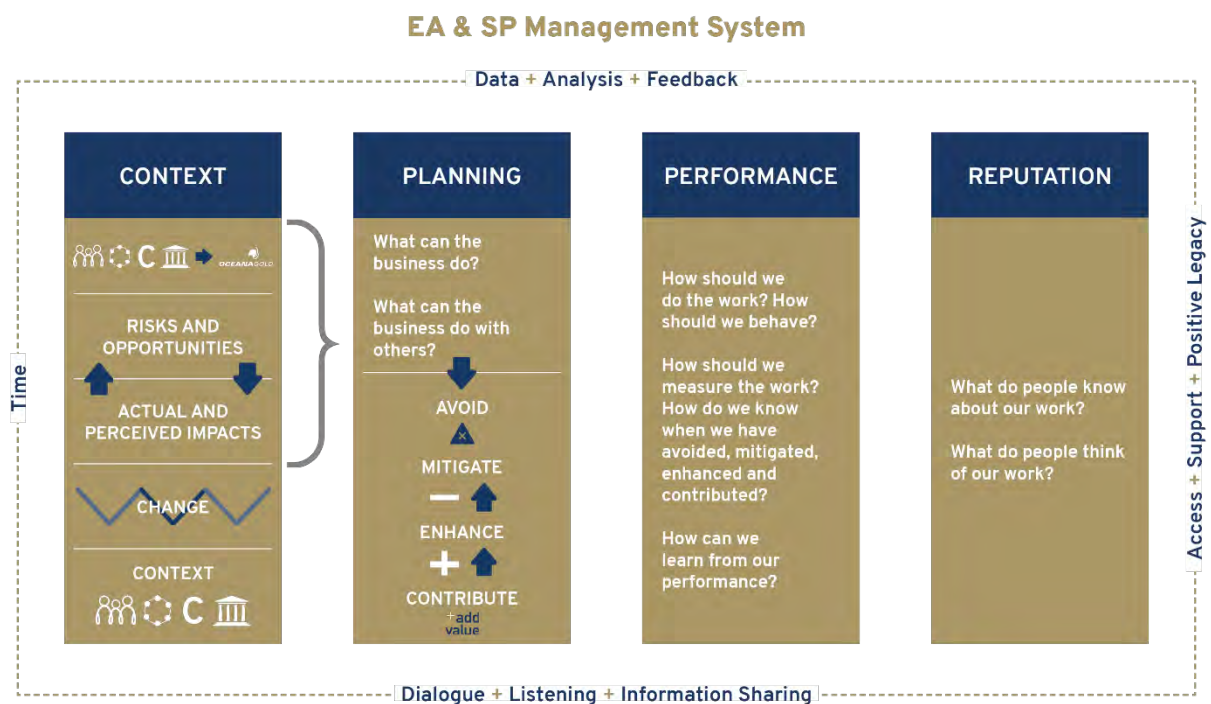 EA & SP Management System
Data + Analysis + Feedback
Time
CONTEXT
C
OCEANAGOLD
RISKS AND
OPPORTUNITIES
ACTUAL AND
PERCEIVED IMPACTS
CHANGE
CONTEXT
C
PLANNING
What can the
business do?
What can the
business do with
others?
AVOID
MITIGATE
ENHANCE
CONTRIBUTE
+add
value
PERFORMANCE
How should we
do the work? How
should we behave?
How should we
measure the work?
How do we know
when we have
avoided, mitigated,
enhanced and
contributed?
How can we
learn from our
performance?
REPUTATION
What do people know
about our work?
What do people think
of our work?
Access + Support + Positive Legacy
Dialogue + Listening + Information Sharing